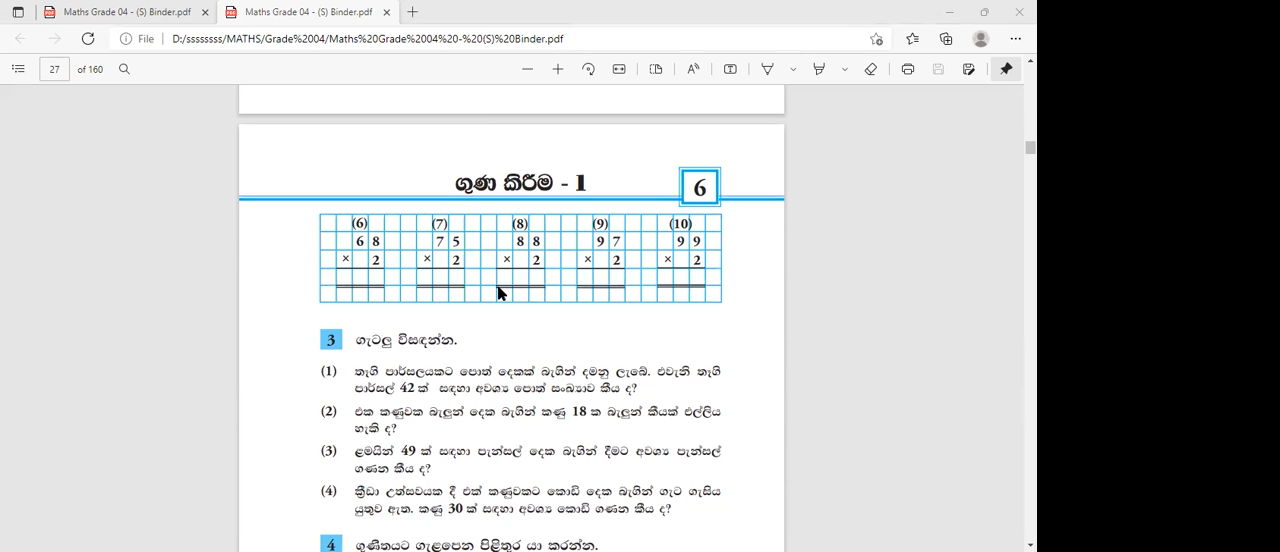 Maths Grade 04 - (S) Binder.pdf
Maths Grade 04 - (S) Binder.pdf
File D:/ssssssss/MATHS/Grade%2004/Maths%20Grade%2004%20-%20(S)%20Binder.pdf
27 of 160
ගුණ කිරීම - 1 6
(6) (7) (8) (9) (10)
6 8 7 5 8 8 9 7 9 9
× 2 × 2 × 2 × 2 × 2
3 ගැටලු විසඳන්න.
(1) තෑගි පාර්සලයකට පොත් දෙකක් බැගින් දමනු ලැබේ. එවැනි තෑගි
පාර්සල් 42 ක් සඳහා අවශ්‍ය පොත් සංඛ්‍යාව කීය ද?
(2) එක කණුවක බැලුන් දෙක බැගින් කණු 18 ක බැලුන් කීයක් එල්ලිය
හැකි ද?
(3) ළමයින් 49 ක් සඳහා පැන්සල් දෙක බැගින් දීමට අවශ්‍ය පැන්සල්
ගණන කීය ද?
(4) ක්‍රීඩා උත්සවයක දී එක් කණුවකට කොඩි දෙක බැගින් ගැට ගැසිය
යුතුව ඇත. කණු 30 ක් සඳහා අවශ්‍ය කොඩි ගණන කීය ද?
4 ගුණිතයට ගැළපෙන පිළිතුර යා කරන්න.